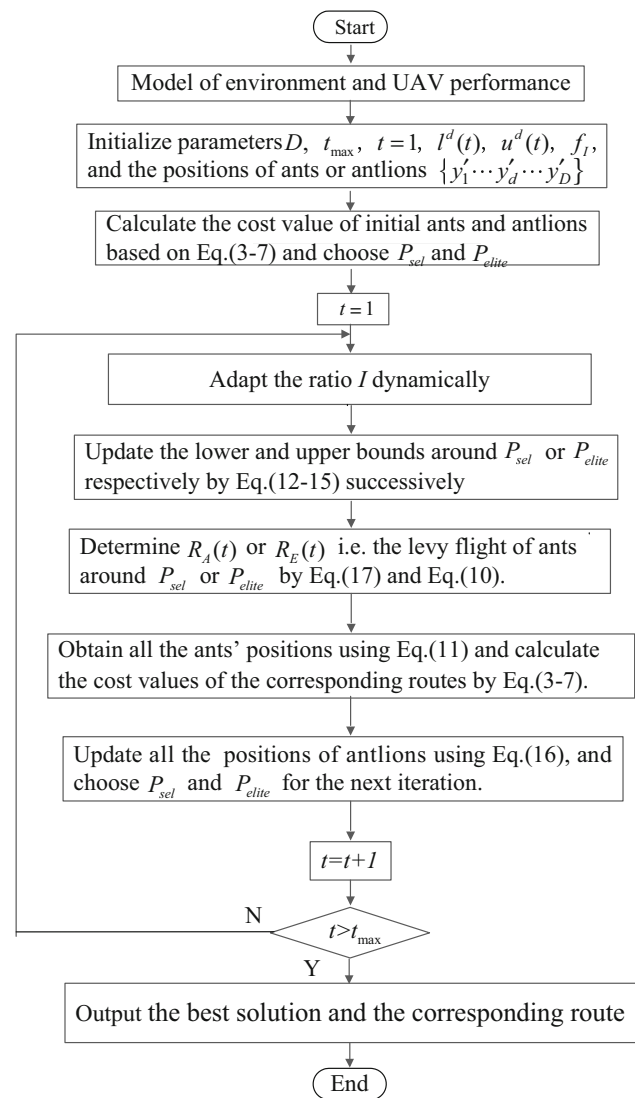 Start
Model of environment and UAV performance
Initialize parameters D, t_max, t=1, l^d(t), u^d(t), f_I,
and the positions of ants or antlions {y'_1 ⋯ y'_d ⋯ y'_D}
Calculate the cost value of initial ants and antlions
based on Eq.(3-7) and choose P_sel and P_elite
t=1
Adapt the ratio I dynamically
Update the lower and upper bounds around P_sel or P_elite
respectively by Eq.(12-15) successively
Determine R_A(t) or R_E(t) i.e. the levy flight of ants
around P_sel or P_elite by Eq.(17) and Eq.(10).
Obtain all the ants' positions using Eq.(11) and calculate
the cost values of the corresponding routes by Eq.(3-7).
Update all the positions of antlions using Eq.(16), and
choose P_sel and P_elite for the next iteration.
t=t+1
N
t>t_max
Y
Output the best solution and the corresponding route
End